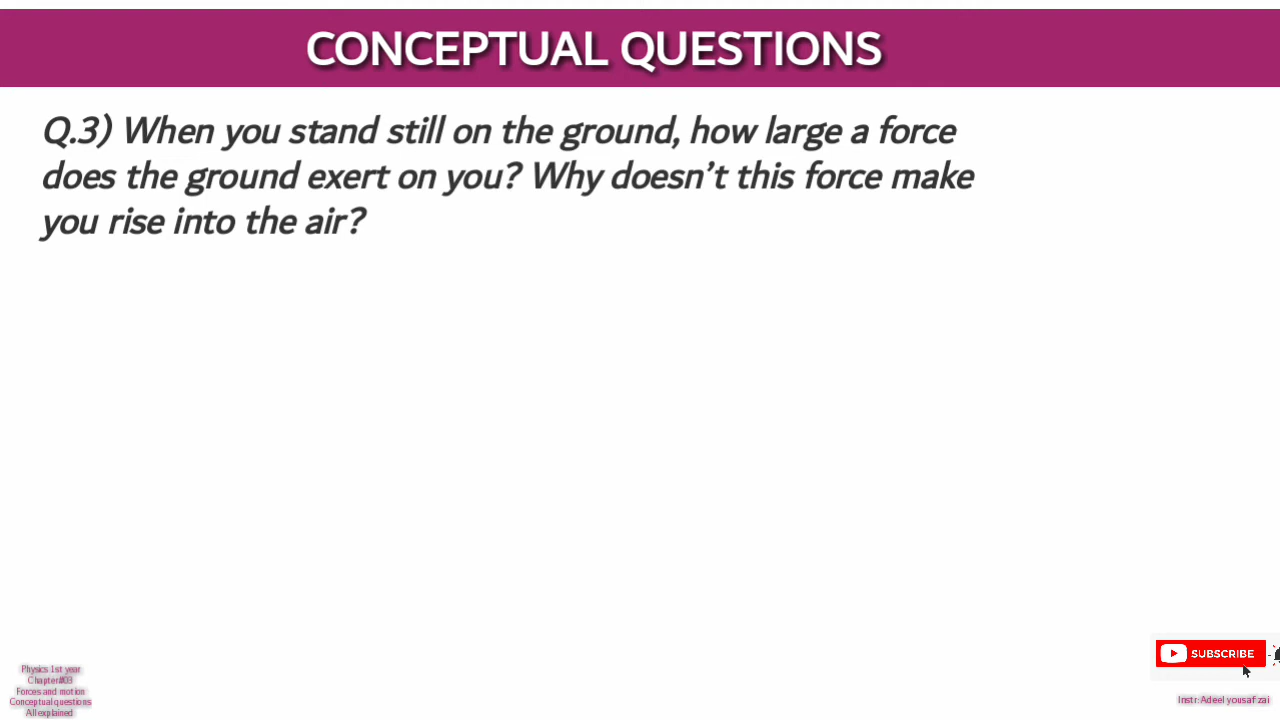 CONCEPTUAL QUESTIONS
Q.3) When you stand still on the ground, how large a force
does the ground exert on you? Why doesn’t this force make
you rise into the air?
SUBSCRIBE
Physics 1st year
Chapter#03
Forces and motion
Conceptual questions
All explained
Instr:Adeel yousafzai